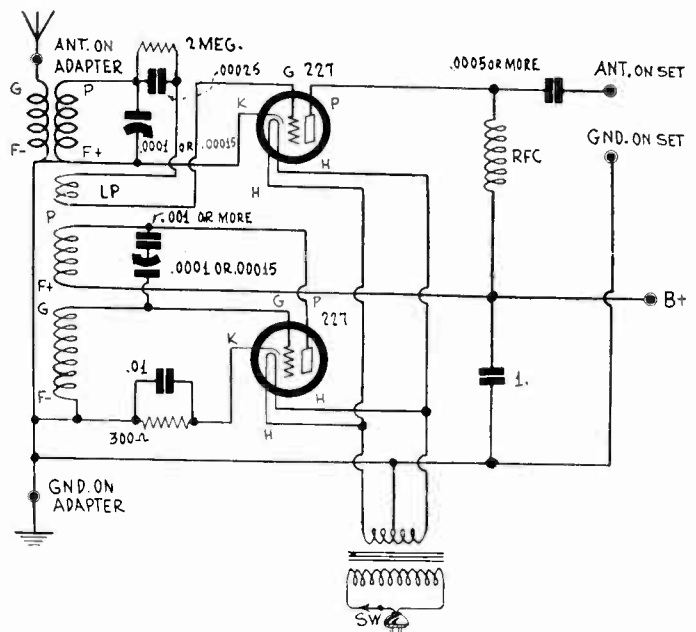 ANT. ON ADAPTER
2 MEG.
.00025
G 227
P
K
H
H
.0005 OR MORE
ANT. ON SET
GND. ON SET
RFC
G
P
F-
F+
.0001 OR .00015
LP
P
F+
.001 OR MORE
.0001 OR .00015
G
F-
.01
300Ω
K
G
P
227
H
H
B+
1.
GND. ON ADAPTER
SW